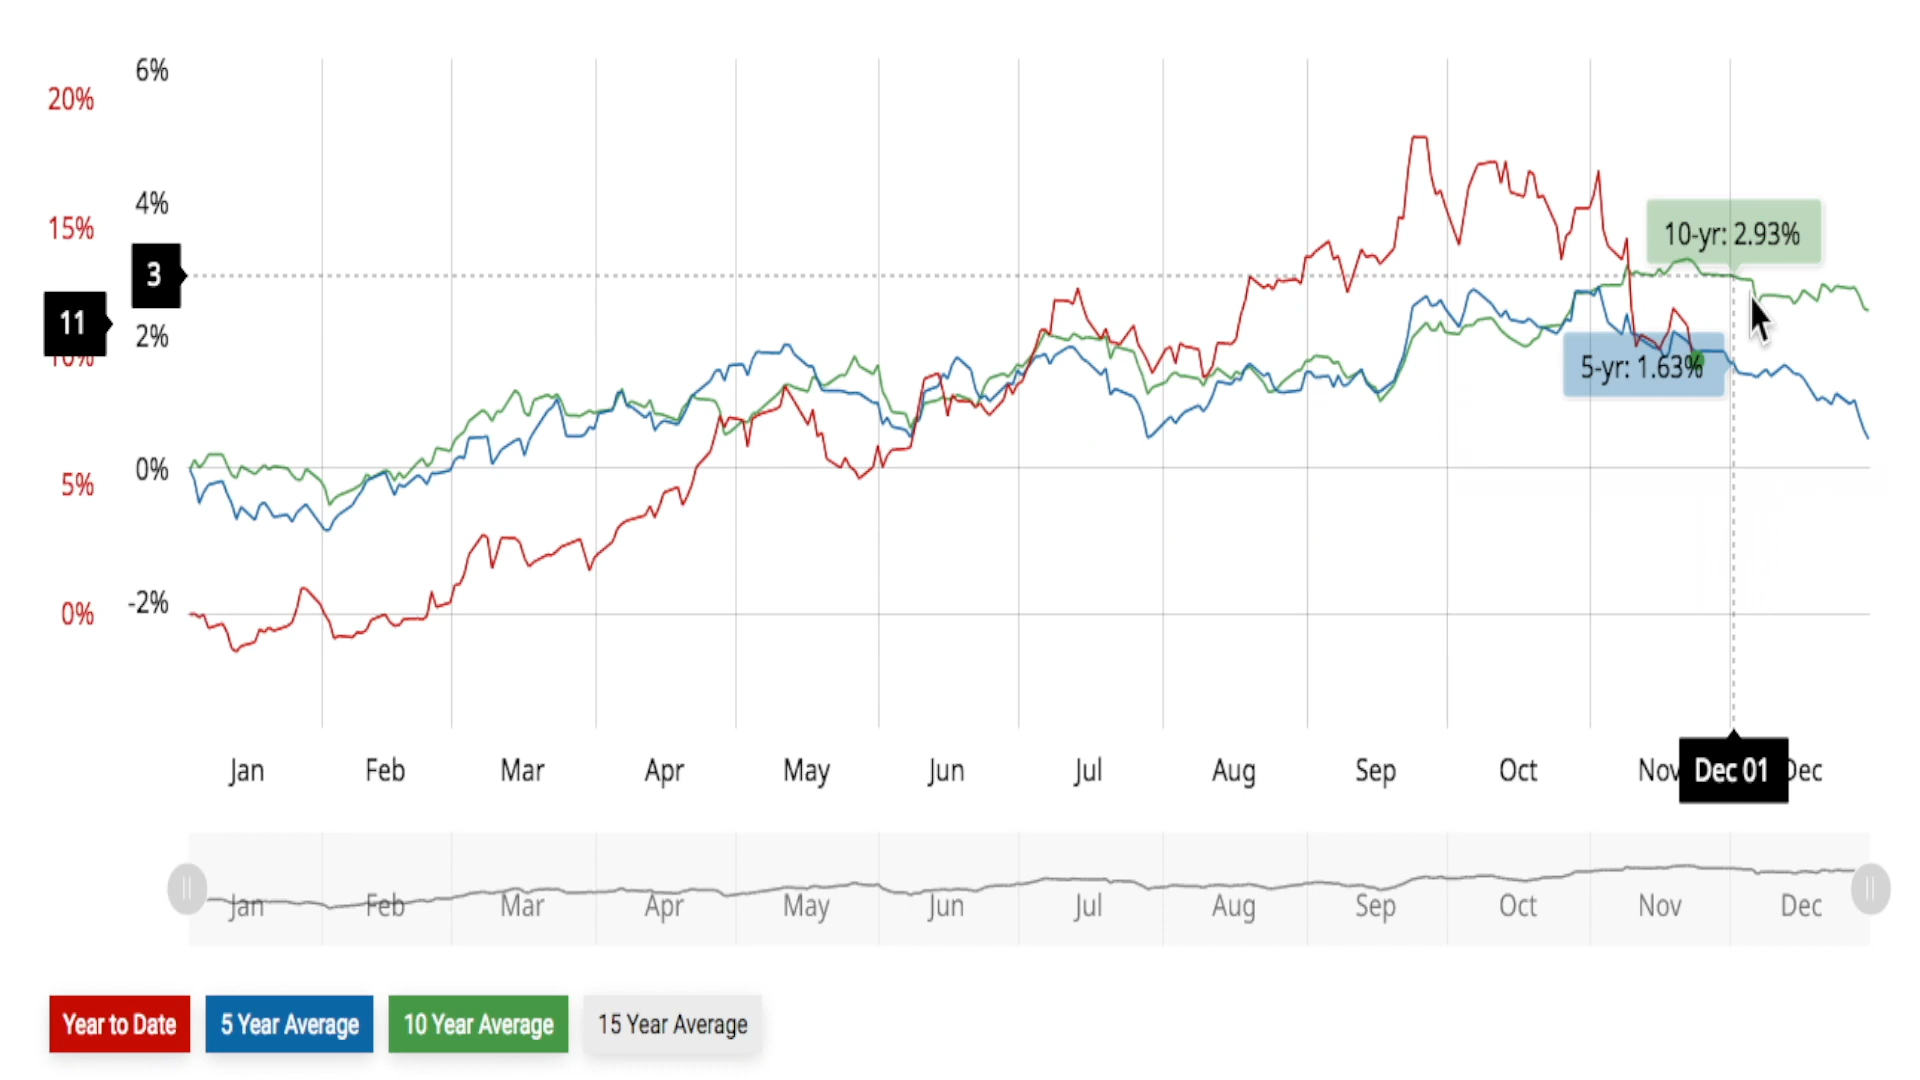 6%
20%
4%
15%
10-yr: 2.93%
3
11
2%
10%
5-yr: 1.63%
0%
5%
-2%
0%
Jan Feb Mar Apr May Jun Jul Aug Sep Oct Nov Dec 01 Dec
Jan Feb Mar Apr May Jun Jul Aug Sep Oct Nov Dec
Year to Date 5 Year Average 10 Year Average 15 Year Average